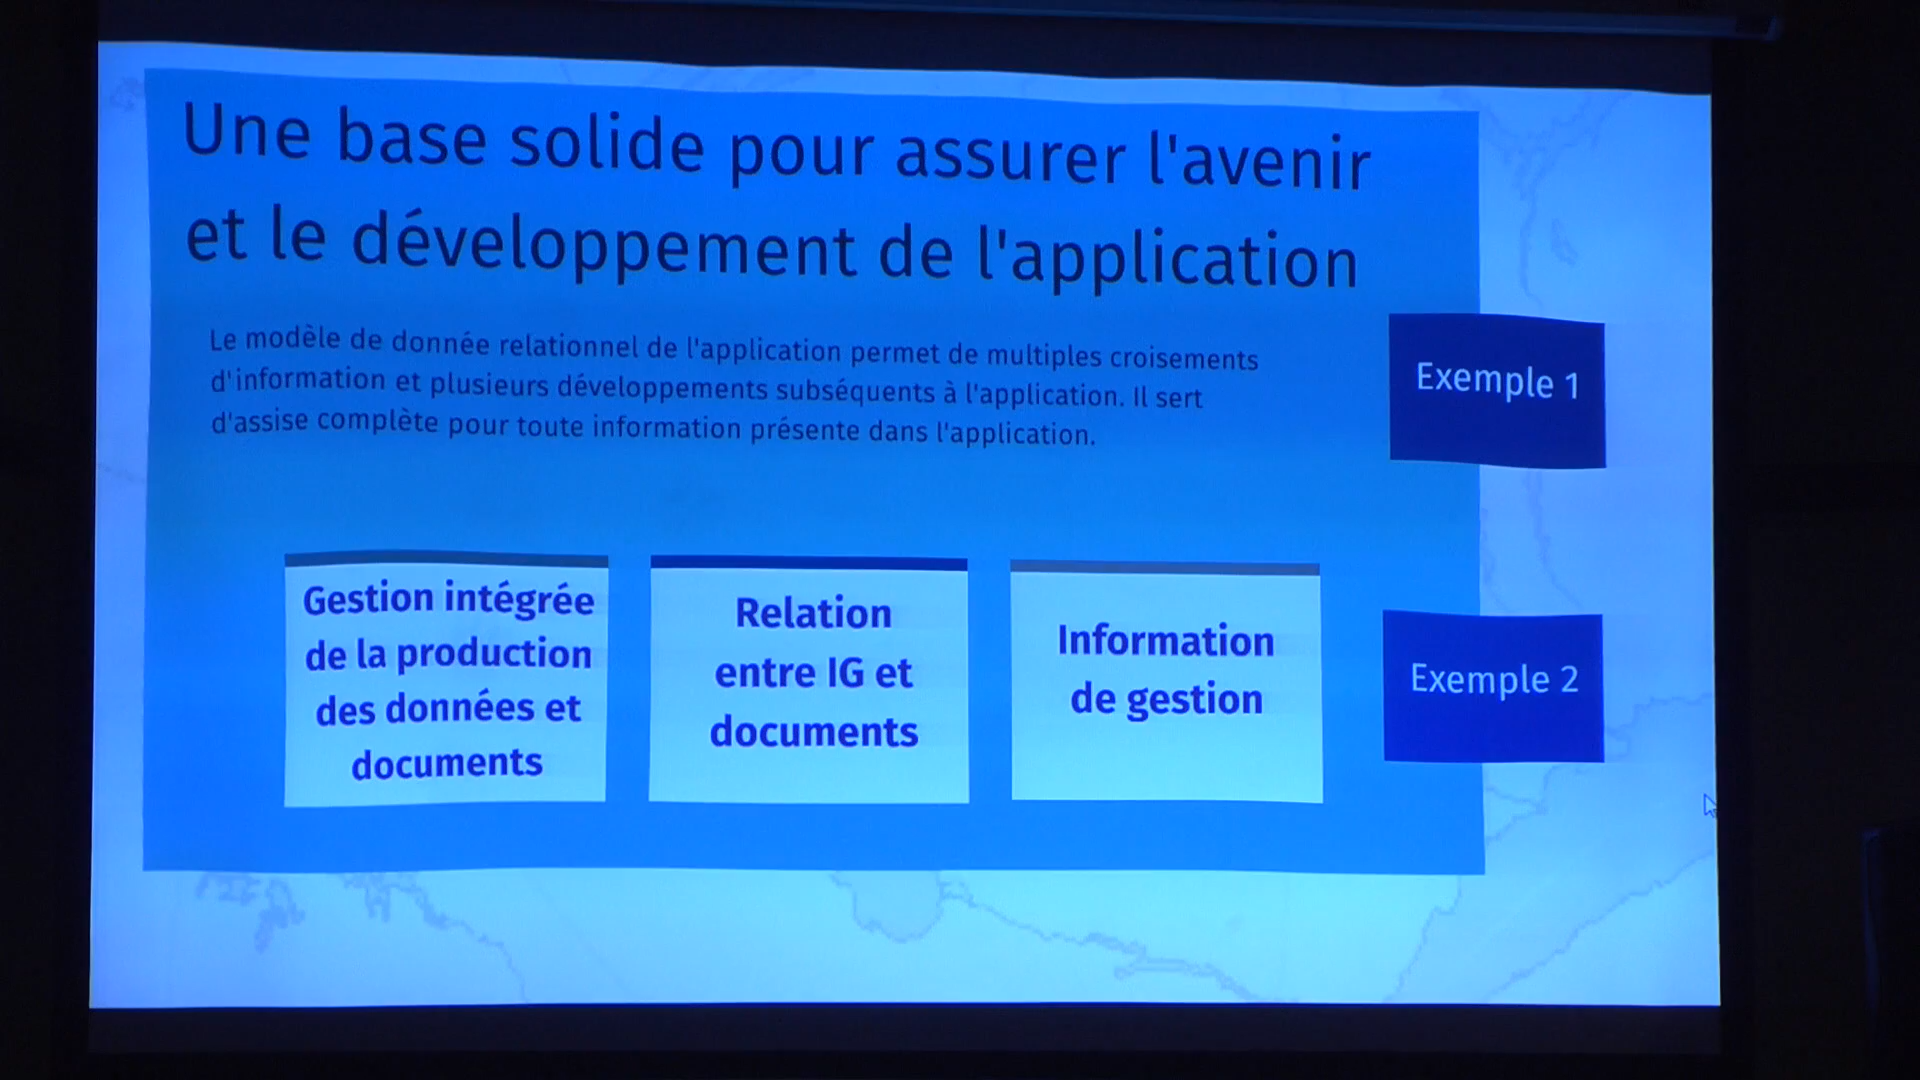 Une base solide pour assurer l'avenir
et le développement de l'application
Le modèle de donnée relationnel de l'application permet de multiples croisements
d'information et plusieurs développements subséquents à l'application. Il sert
d'assise complète pour toute information présente dans l'application.
Exemple 1
Gestion intégrée
de la production
des données et
documents
Relation
entre IG et
documents
Information
de gestion
Exemple 2